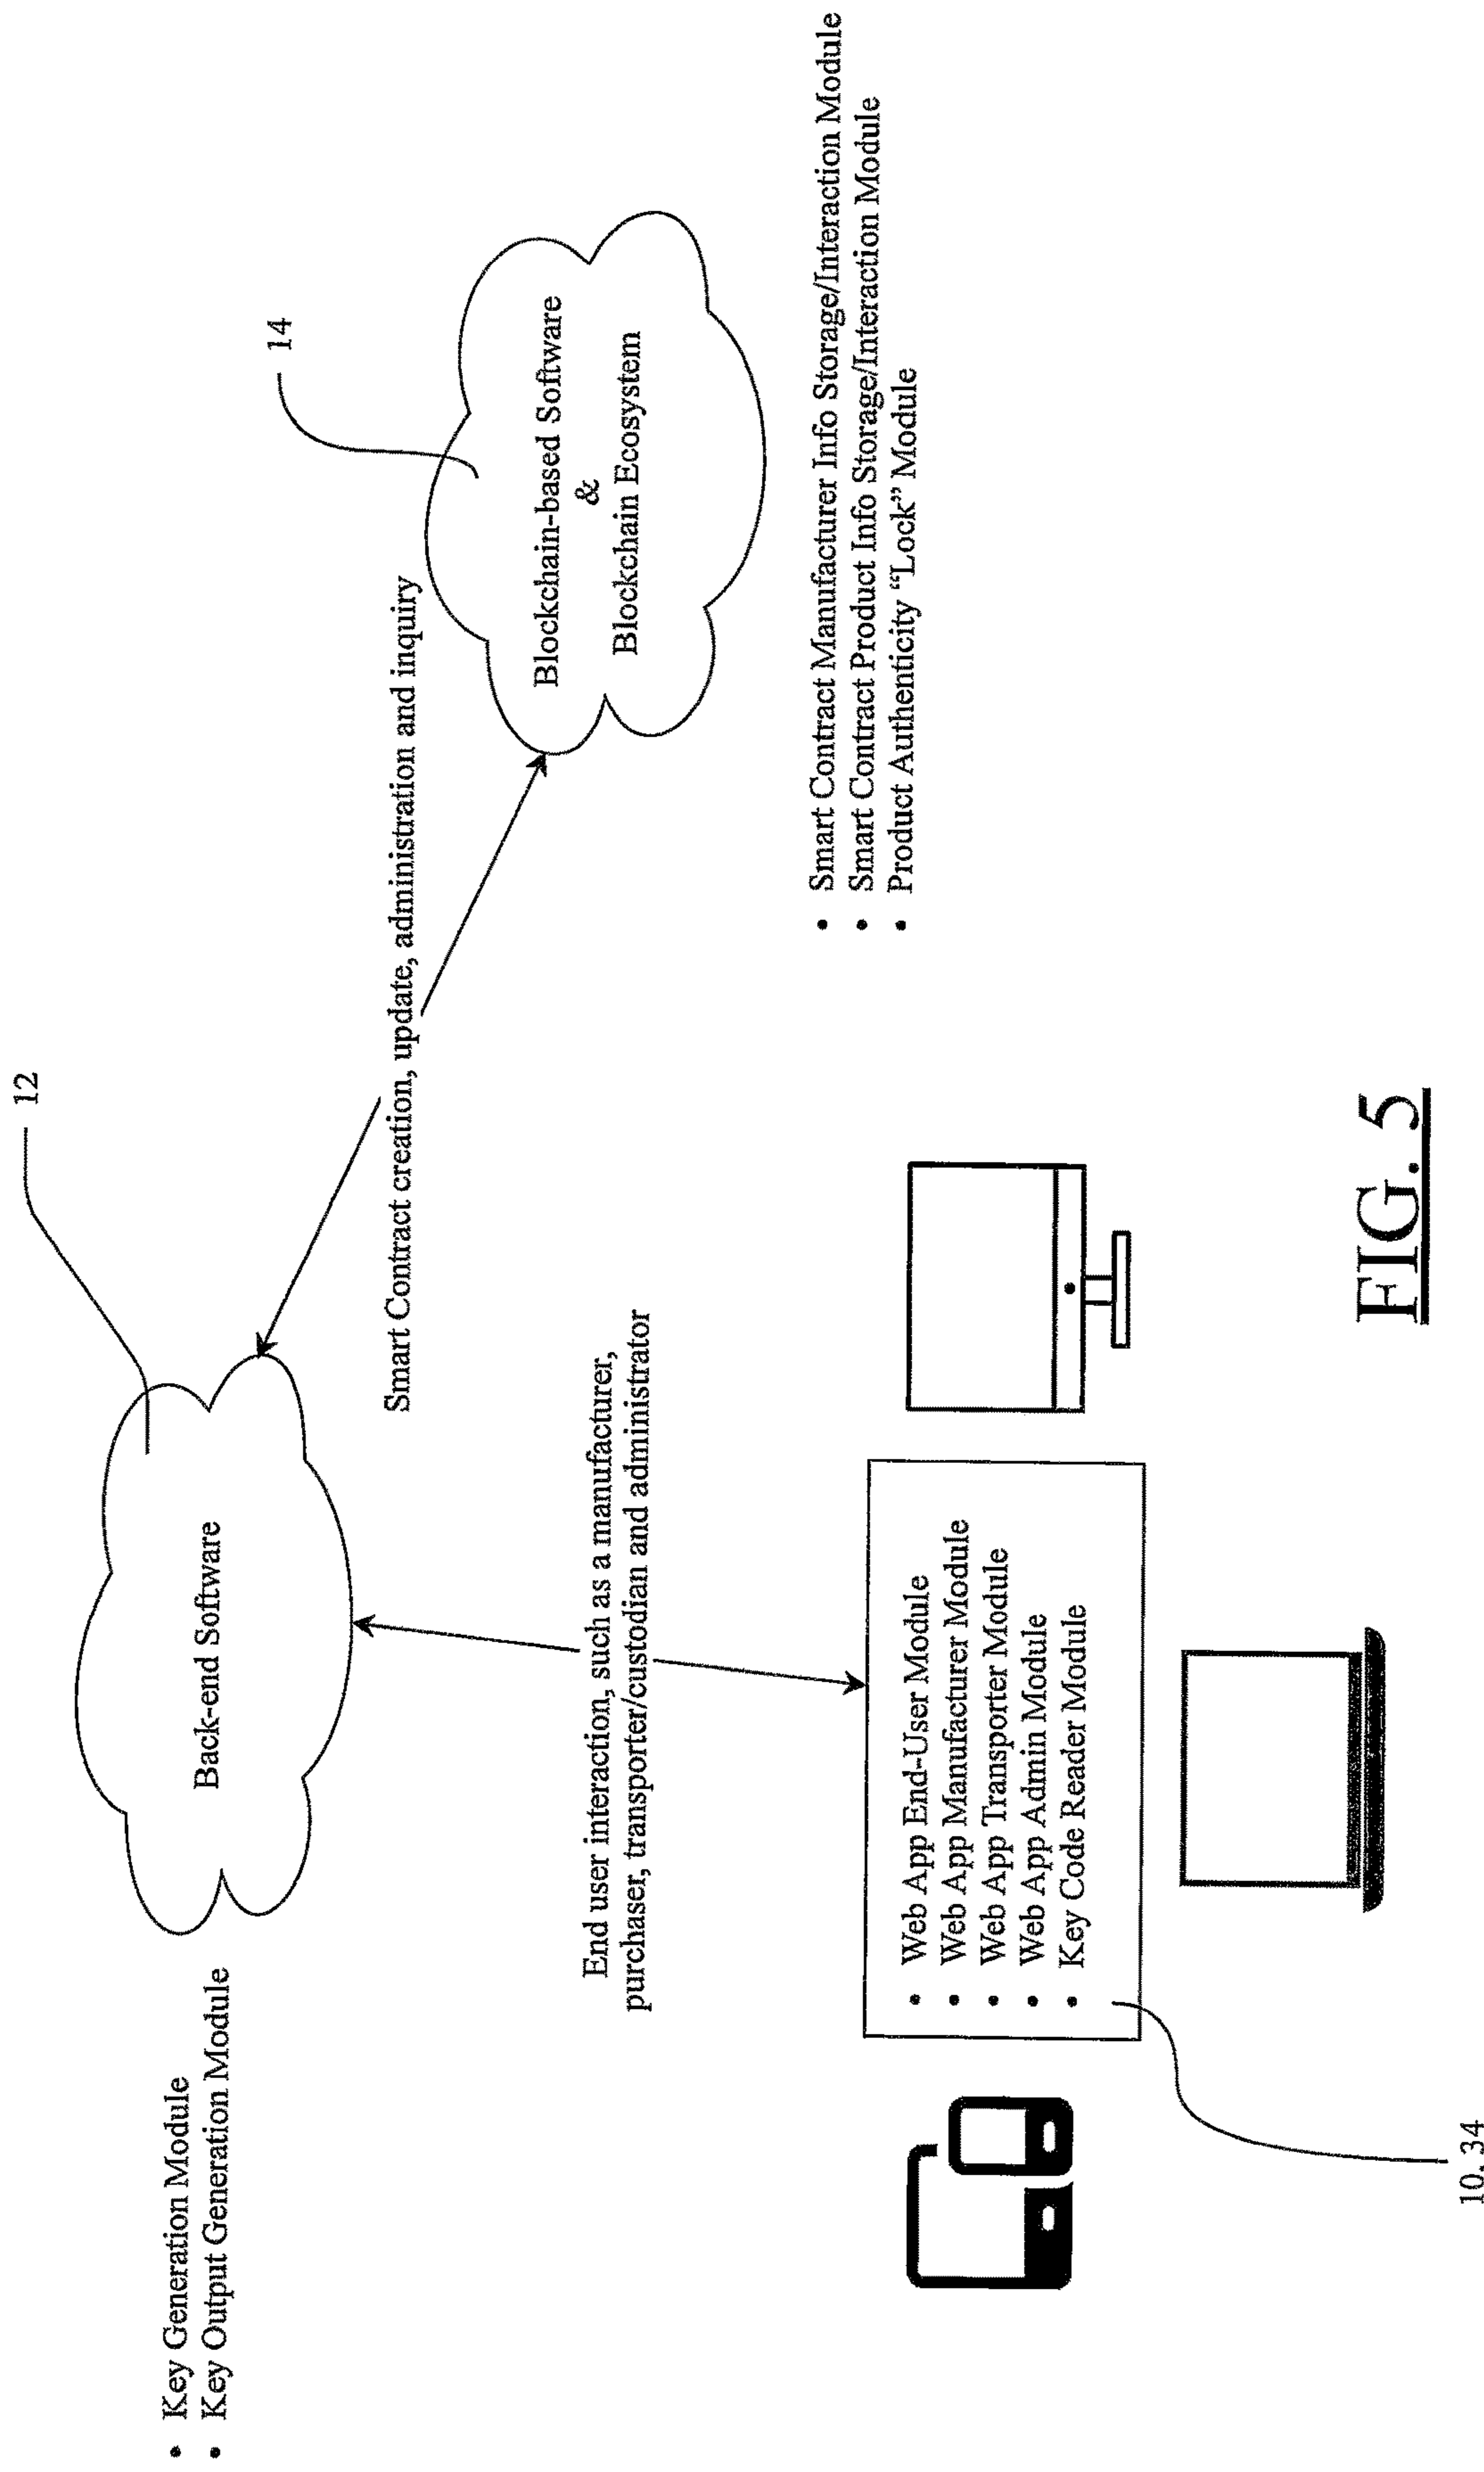 12
• Key Generation Module
• Key Output Generation Module
Back-end Software
14
Smart Contract creation, update, administration and inquiry
Blockchain-based Software
&
Blockchain Ecosystem
End user interaction, such as a manufacturer,
purchaser, transporter/custodian and administrator
• Smart Contract Manufacturer Info Storage/Interaction Module
• Smart Contract Product Info Storage/Interaction Module
• Product Authenticity “Lock” Module
• Web App End-User Module
• Web App Manufacturer Module
• Web App Transporter Module
• Web App Admin Module
• Key Code Reader Module
10, 34
FIG. 5